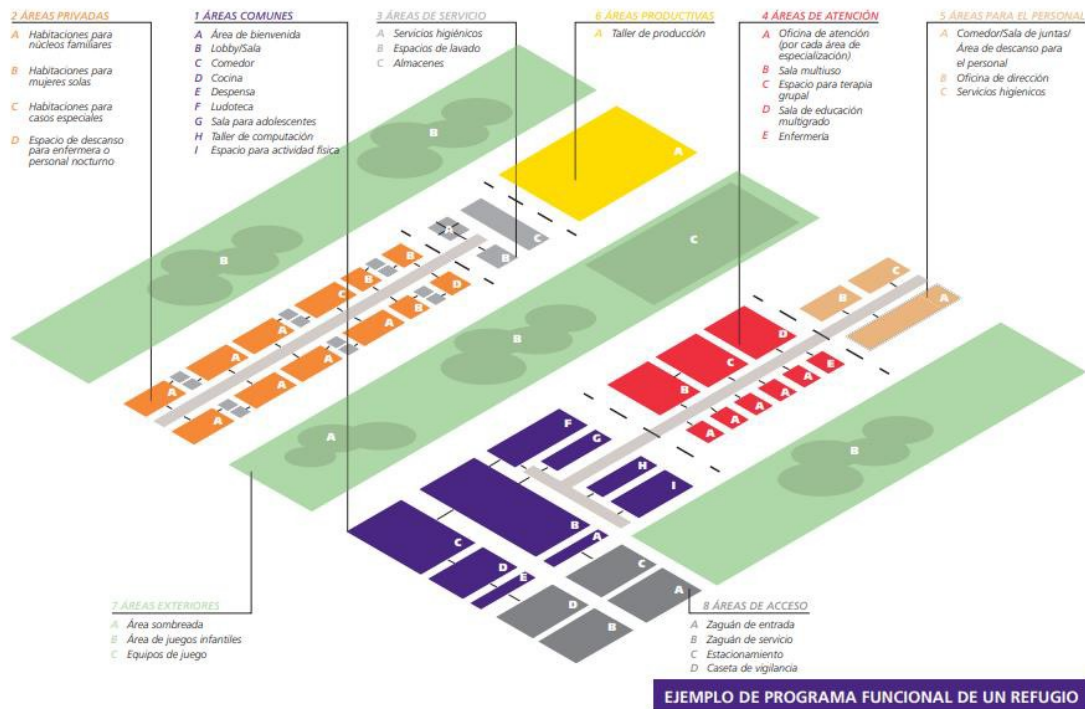 2 ÁREAS PRIVADAS
A Habitaciones para
núcleos familiares
B Habitaciones para
mujeres solas
C Habitaciones para
casos especiales
D Espacio de descanso
para enfermera o
personal nocturno
1 ÁREAS COMUNES
A Área de bienvenida
B Lobby/Sala
C Comedor
D Cocina
E Despensa
F Ludoteca
G Sala para adolescentes
H Taller de computación
I Espacio para actividad física
3 ÁREAS DE SERVICIO
A Servicios higiénicos
B Espacios de lavado
C Almacenes
6 ÁREAS PRODUCTIVAS
A Taller de producción
4 ÁREAS DE ATENCIÓN
A Oficina de atención
(por cada área de
especialización)
B Sala multiuso
C Espacio para terapia
grupal
D Sala de educación
multigrado
E Enfermería
5 ÁREAS PARA EL PERSONAL
A Comedor/Sala de juntas/
Área de descanso para
el personal
B Oficina de dirección
C Servicios higíenicos
B
A
B
A
C
B
C
B
B
D
C
B
A
A
A
A
A
A
A
A
B
C
B
A
D
C
B
E
A
A
A
A
A
B
A
F
G
H
I
B
A
C
D
E
C
A
D
B
7 ÁREAS EXTERIORES
A Área sombreada
B Área de juegos infantiles
C Equipos de juego
8 ÁREAS DE ACCESO
A Zaguán de entrada
B Zaguán de servicio
C Estacionamiento
D Caseta de vigilancia
EJEMPLO DE PROGRAMA FUNCIONAL DE UN REFUGIO